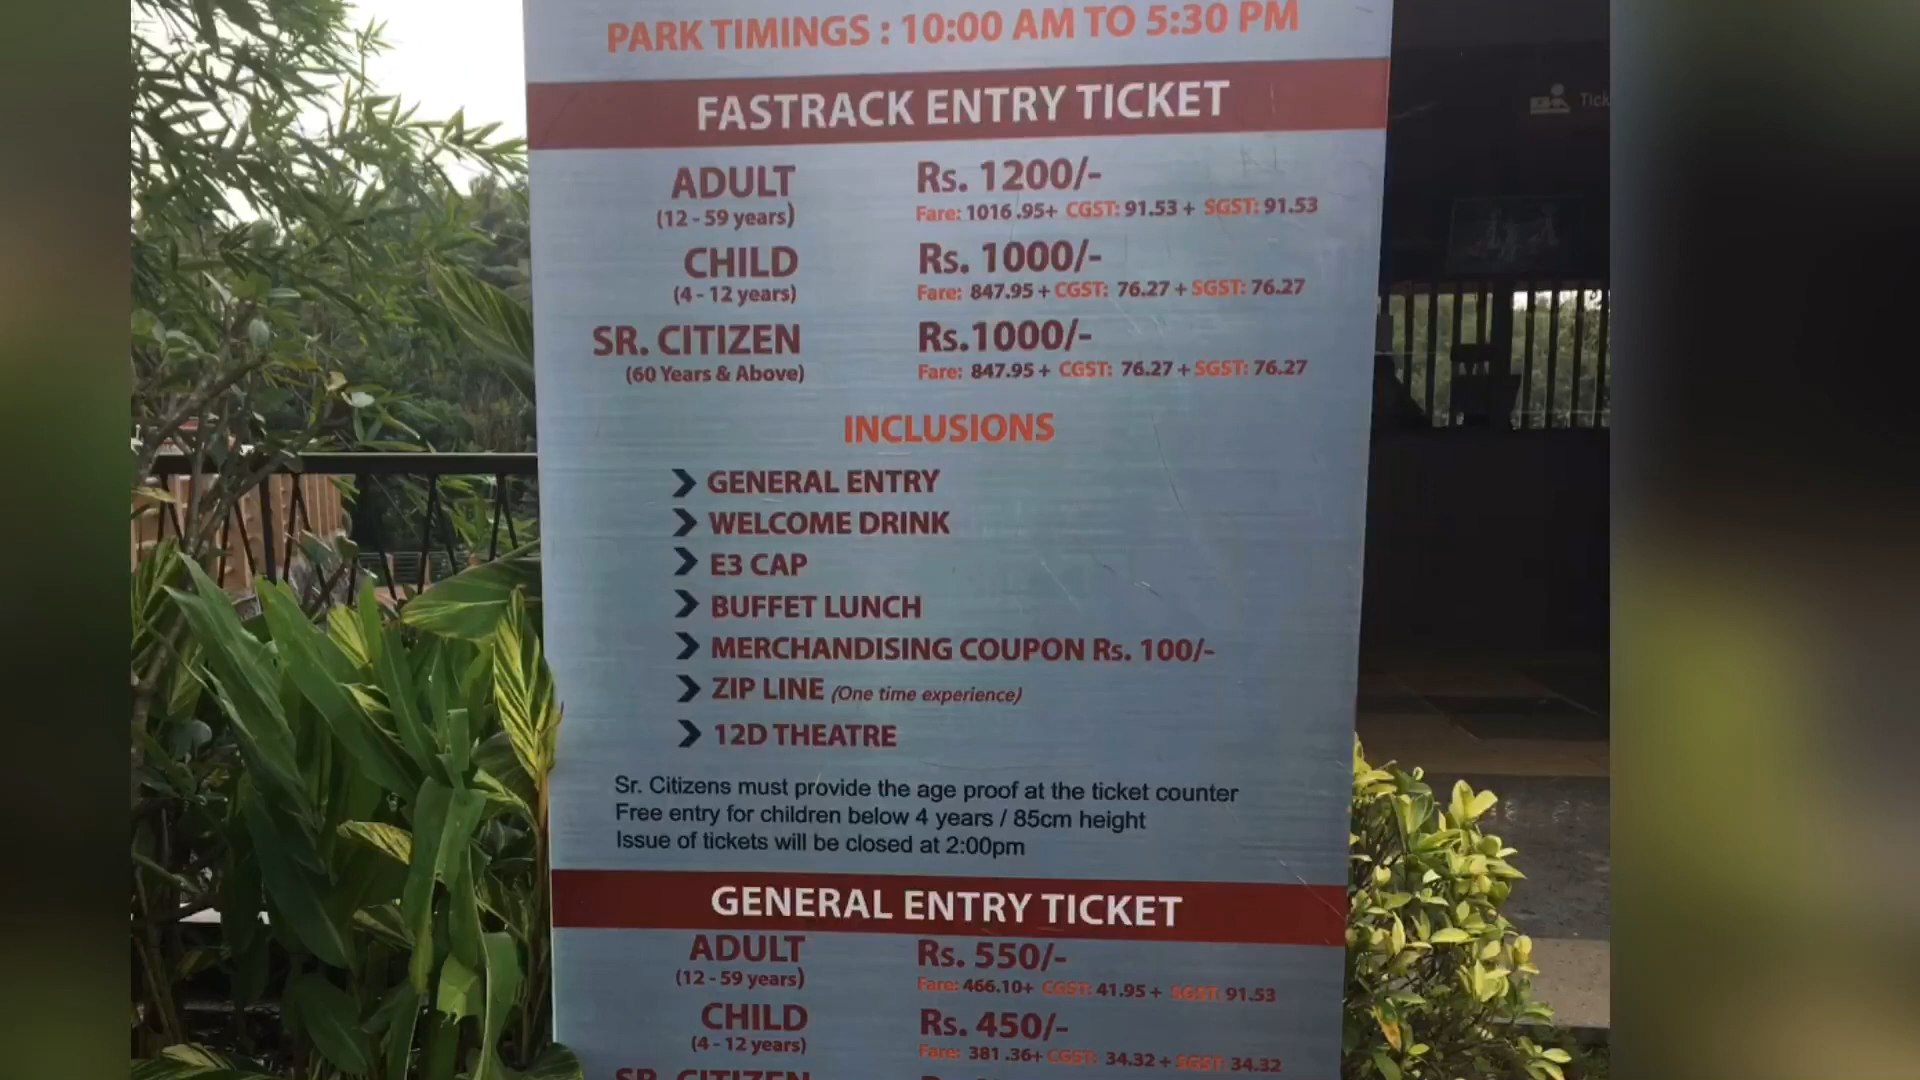 PARK TIMINGS : 10:00 AM TO 5:30 PM
FASTRACK ENTRY TICKET
ADULT Rs. 1200/-
(12 - 59 years) Fare: 1016 .95+ CGST: 91.53 + SGST: 91.53
CHILD Rs. 1000/-
(4 - 12 years) Fare: 847.95 + CGST: 76.27 + SGST: 76.27
SR. CITIZEN Rs.1000/-
(60 Years & Above) Fare: 847.95 + CGST: 76.27 + SGST: 76.27
INCLUSIONS
GENERAL ENTRY
WELCOME DRINK
E3 CAP
BUFFET LUNCH
MERCHANDISING COUPON Rs. 100/-
ZIP LINE (One time experience)
12D THEATRE
Sr. Citizens must provide the age proof at the ticket counter
Free entry for children below 4 years / 85cm height
Issue of tickets will be closed at 2:00pm
GENERAL ENTRY TICKET
ADULT Rs. 550/-
(12 - 59 years) Fare: 466.10+ CGST: 41.95 + SGST: 91.53
CHILD Rs. 450/-
(4 - 12 years) Fare: 381 .36+ CGST: 34.32 + SGST: 34.32
SR. CITIZEN
Tick